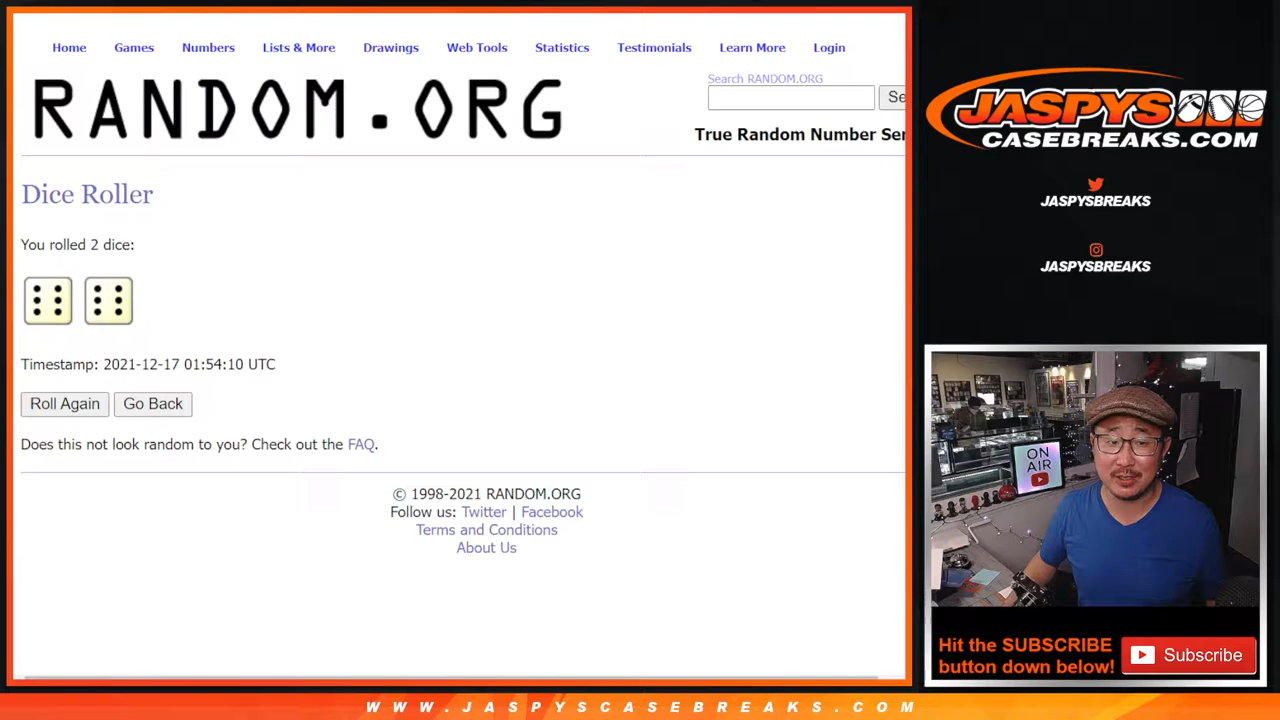 Home Games Numbers Lists & More Drawings Web Tools Statistics Testimonials Learn More Login
RANDOM.ORG
Search RANDOM.ORG
Se
True Random Number Ser
Dice Roller
You rolled 2 dice:
Timestamp: 2021-12-17 01:54:10 UTC
Roll Again Go Back
Does this not look random to you? Check out the FAQ.
© 1998-2021 RANDOM.ORG
Follow us: Twitter | Facebook
Terms and Conditions
About Us
JASPYS
CASEBREAKS.COM
JASPYSBREAKS
JASPYSBREAKS
ON
AIR
Hit the SUBSCRIBE
button down below!
Subscribe
WWW.JASPYSCASEBREAKS.COM